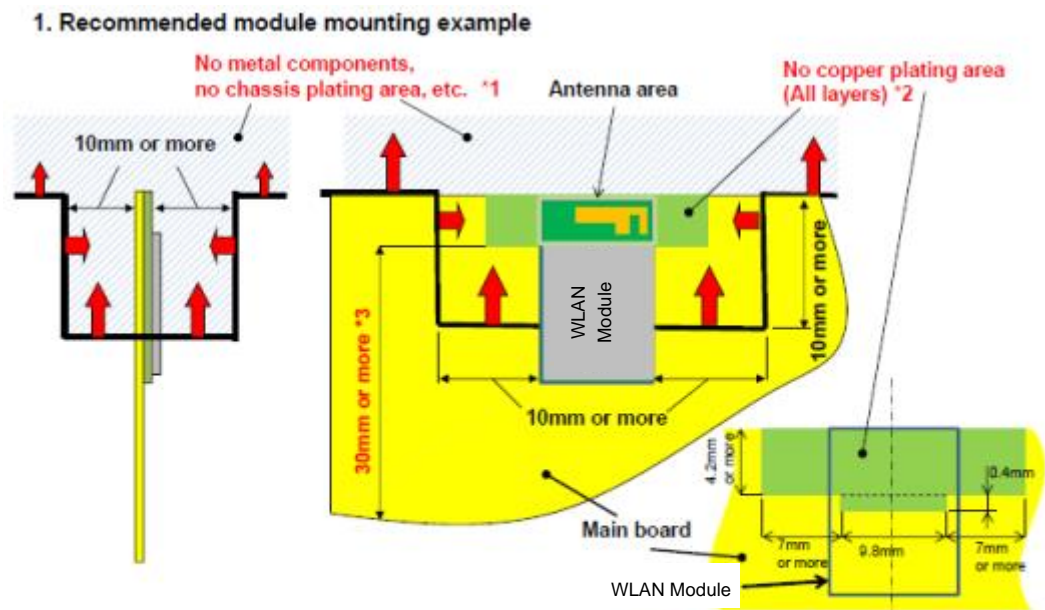 1. Recommended module mounting example
No metal components,
no chassis plating area, etc. *1
Antenna area
No copper plating area
(All layers) *2
10mm or more
10mm or more
30mm or more *3
WLAN
Module
10mm or more
Main board
4.2mm
or more
0.4mm
7mm
or more
9.8mm
7mm
or more
WLAN Module